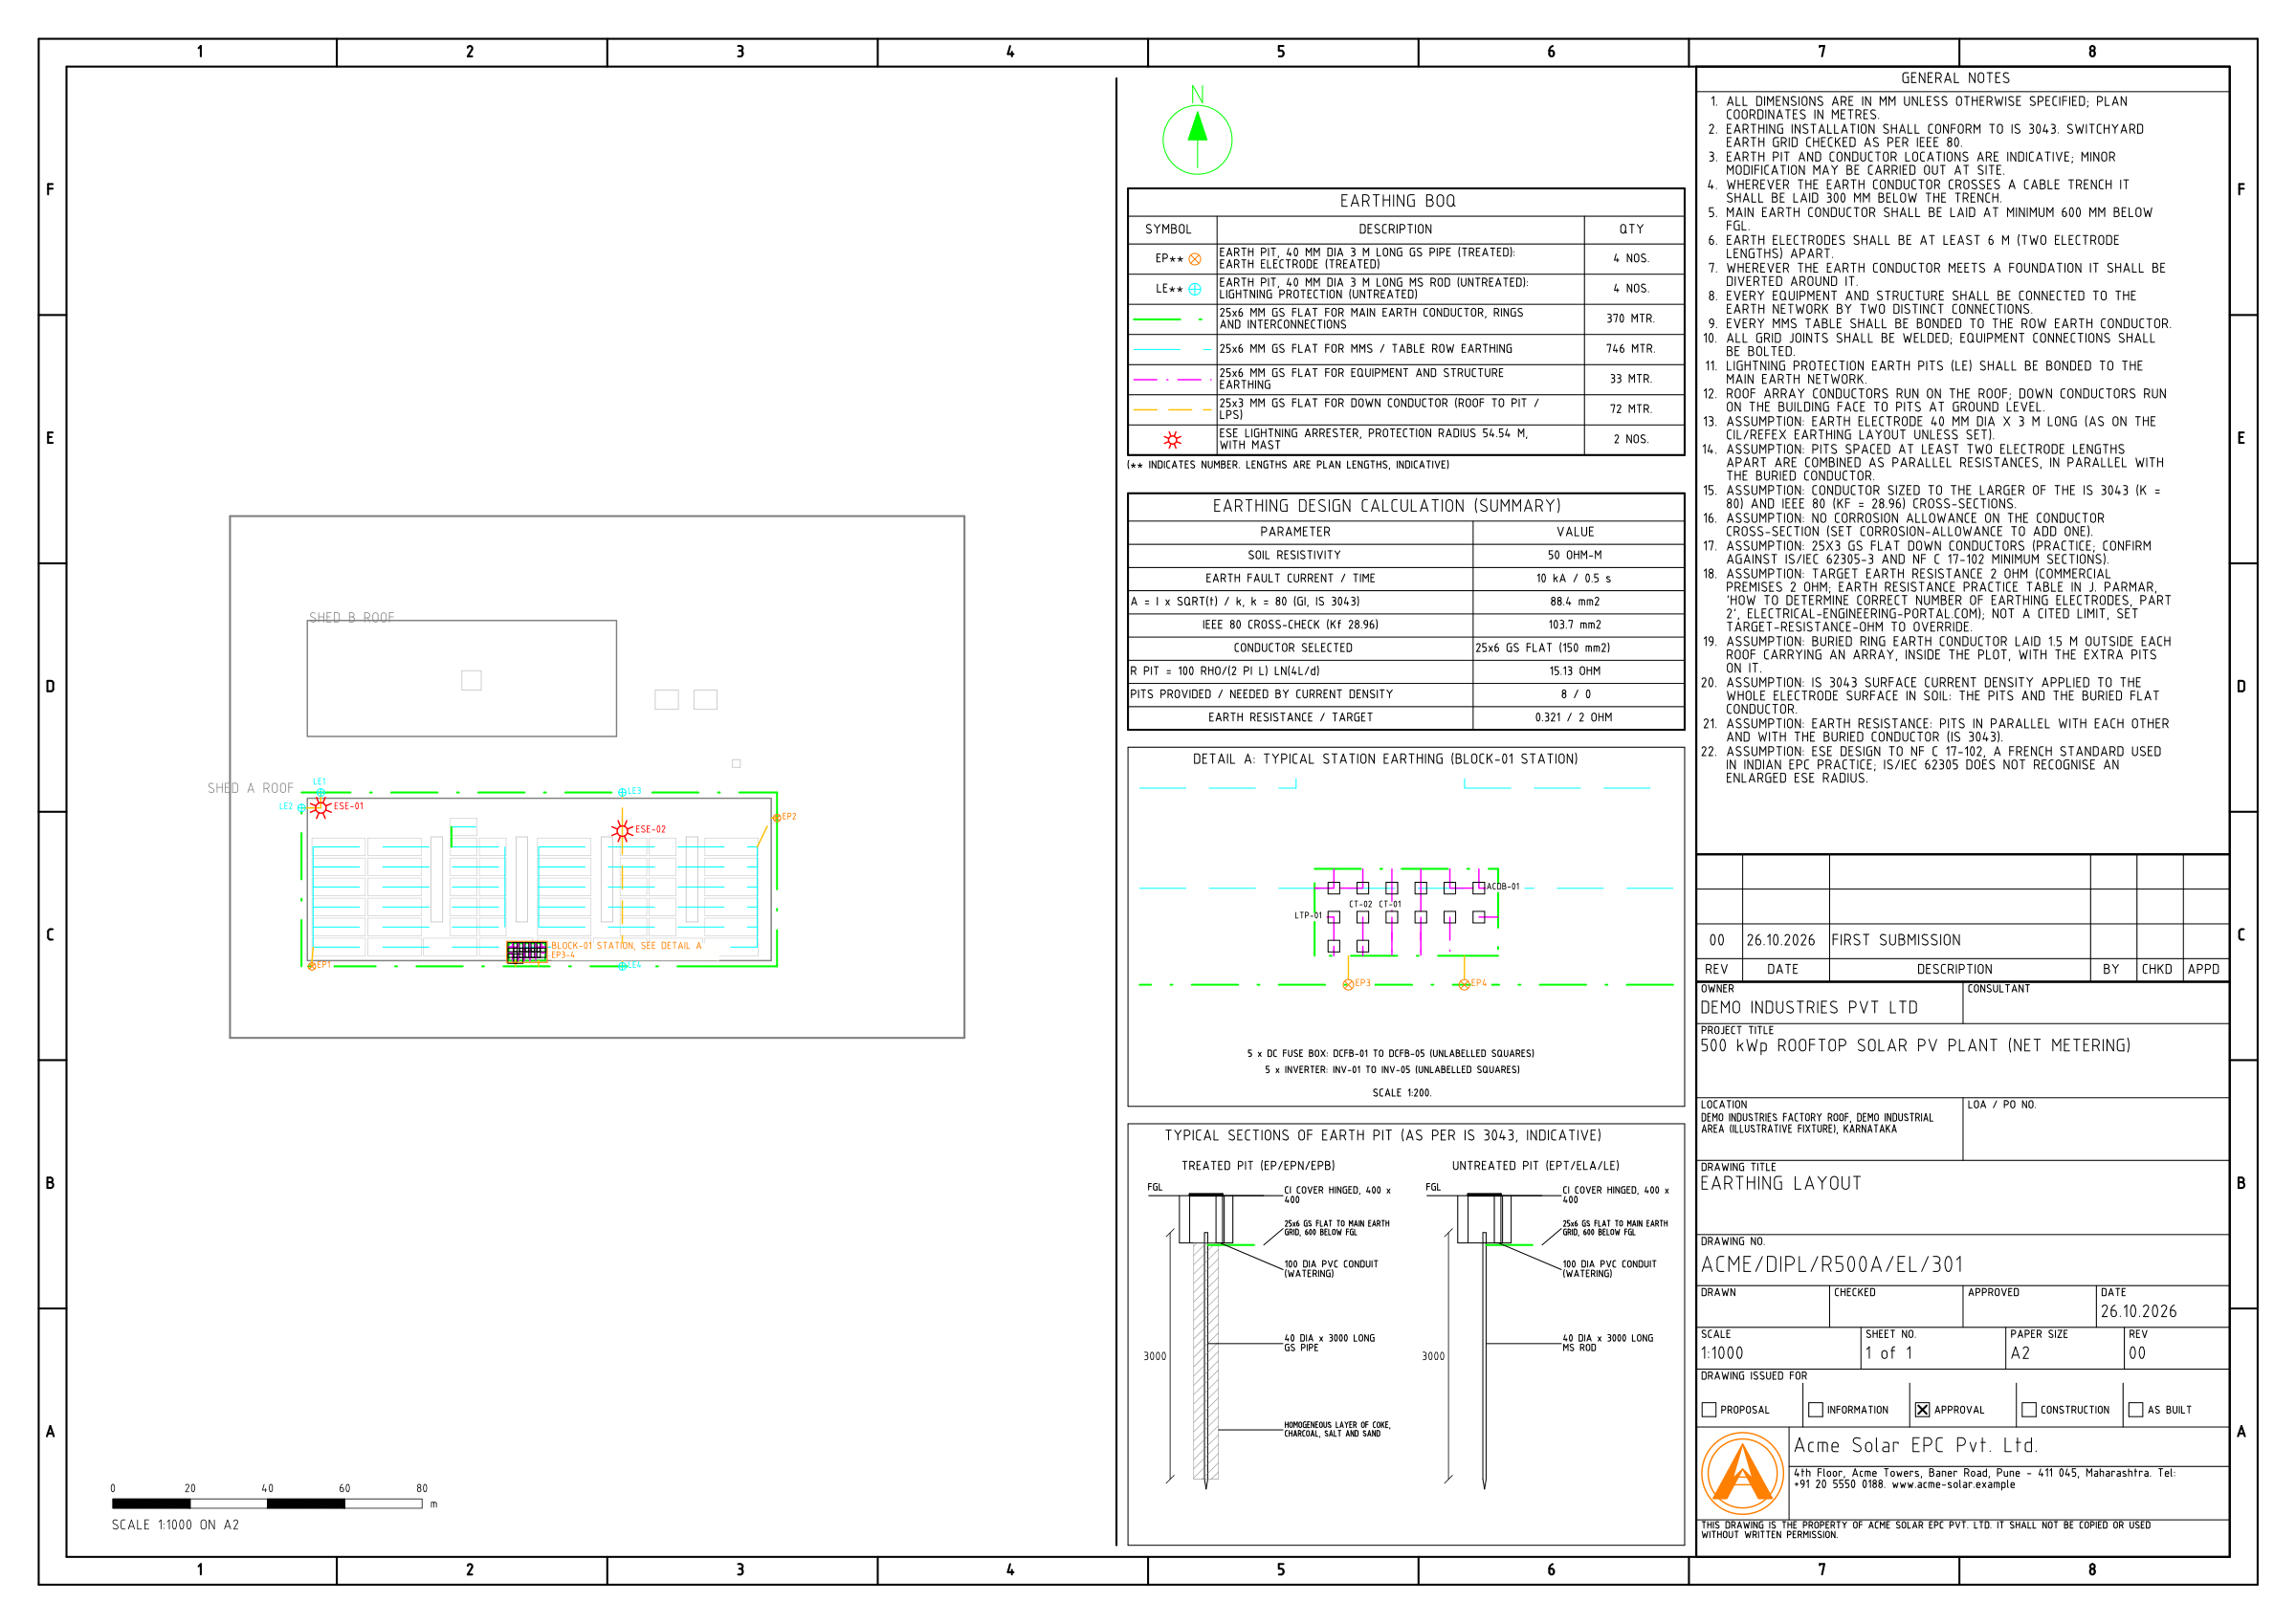 1 2 3 4 5 6 7 8
F F
E E
D D
C C
B B
A A
1 2 3 4 5 6 7 8
SHED B ROOF
SHED A ROOF
LE1
LE2
ESE-01
LE3
ESE-02
EP2
BLOCK-01 STATION, SEE DETAIL A
EP3-4
EP1
LE4
0 20 40 60 80 m
SCALE 1:1000 ON A2
N
EARTHING BOQ
SYMBOL DESCRIPTION QTY
EP** EARTH PIT, 40 MM DIA 3 M LONG GS PIPE (TREATED):
EARTH ELECTRODE (TREATED) 4 NOS.
LE** EARTH PIT, 40 MM DIA 3 M LONG MS ROD (UNTREATED):
LIGHTNING PROTECTION (UNTREATED) 4 NOS.
25x6 MM GS FLAT FOR MAIN EARTH CONDUCTOR, RINGS
AND INTERCONNECTIONS 370 MTR.
25x6 MM GS FLAT FOR MMS / TABLE ROW EARTHING 746 MTR.
25x6 MM GS FLAT FOR EQUIPMENT AND STRUCTURE
EARTHING 33 MTR.
25x3 MM GS FLAT FOR DOWN CONDUCTOR (ROOF TO PIT /
LPS) 72 MTR.
ESE LIGHTNING ARRESTER, PROTECTION RADIUS 54.54 M,
WITH MAST 2 NOS.
(** INDICATES NUMBER. LENGTHS ARE PLAN LENGTHS, INDICATIVE)
EARTHING DESIGN CALCULATION (SUMMARY)
PARAMETER VALUE
SOIL RESISTIVITY 50 OHM-M
EARTH FAULT CURRENT / TIME 10 kA / 0.5 s
A = I x SQRT(t) / k, k = 80 (GI, IS 3043) 88.4 mm2
IEEE 80 CROSS-CHECK (Kf 28.96) 103.7 mm2
CONDUCTOR SELECTED 25x6 GS FLAT (150 mm2)
R PIT = 100 RHO/(2 PI L) LN(4L/d) 15.13 OHM
PITS PROVIDED / NEEDED BY CURRENT DENSITY 8 / 0
EARTH RESISTANCE / TARGET 0.321 / 2 OHM
DETAIL A: TYPICAL STATION EARTHING (BLOCK-01 STATION)
ACDB-01
CT-02 CT-01
LTP-01
EP3 EP4
5 x DC FUSE BOX: DCFB-01 TO DCFB-05 (UNLABELLED SQUARES)
5 x INVERTER: INV-01 TO INV-05 (UNLABELLED SQUARES)
SCALE 1:200.
TYPICAL SECTIONS OF EARTH PIT (AS PER IS 3043, INDICATIVE)
TREATED PIT (EP/EPN/EPB)
FGL
CI COVER HINGED, 400 x
400
25x6 GS FLAT TO MAIN EARTH
GRID, 600 BELOW FGL
100 DIA PVC CONDUIT
(WATERING)
40 DIA x 3000 LONG
GS PIPE
3000
HOMOGENEOUS LAYER OF COKE,
CHARCOAL, SALT AND SAND
UNTREATED PIT (EPT/ELA/LE)
FGL
CI COVER HINGED, 400 x
400
25x6 GS FLAT TO MAIN EARTH
GRID, 600 BELOW FGL
100 DIA PVC CONDUIT
(WATERING)
40 DIA x 3000 LONG
MS ROD
3000
GENERAL NOTES
1. ALL DIMENSIONS ARE IN MM UNLESS OTHERWISE SPECIFIED; PLAN
COORDINATES IN METRES.
2. EARTHING INSTALLATION SHALL CONFORM TO IS 3043. SWITCHYARD
EARTH GRID CHECKED AS PER IEEE 80.
3. EARTH PIT AND CONDUCTOR LOCATIONS ARE INDICATIVE; MINOR
MODIFICATION MAY BE CARRIED OUT AT SITE.
4. WHEREVER THE EARTH CONDUCTOR CROSSES A CABLE TRENCH IT
SHALL BE LAID 300 MM BELOW THE TRENCH.
5. MAIN EARTH CONDUCTOR SHALL BE LAID AT MINIMUM 600 MM BELOW
FGL.
6. EARTH ELECTRODES SHALL BE AT LEAST 6 M (TWO ELECTRODE
LENGTHS) APART.
7. WHEREVER THE EARTH CONDUCTOR MEETS A FOUNDATION IT SHALL BE
DIVERTED AROUND IT.
8. EVERY EQUIPMENT AND STRUCTURE SHALL BE CONNECTED TO THE
EARTH NETWORK BY TWO DISTINCT CONNECTIONS.
9. EVERY MMS TABLE SHALL BE BONDED TO THE ROW EARTH CONDUCTOR.
10. ALL GRID JOINTS SHALL BE WELDED; EQUIPMENT CONNECTIONS SHALL
BE BOLTED.
11. LIGHTNING PROTECTION EARTH PITS (LE) SHALL BE BONDED TO THE
MAIN EARTH NETWORK.
12. ROOF ARRAY CONDUCTORS RUN ON THE ROOF; DOWN CONDUCTORS RUN
ON THE BUILDING FACE TO PITS AT GROUND LEVEL.
13. ASSUMPTION: EARTH ELECTRODE 40 MM DIA X 3 M LONG (AS ON THE
CIL/REFEX EARTHING LAYOUT UNLESS SET).
14. ASSUMPTION: PITS SPACED AT LEAST TWO ELECTRODE LENGTHS
APART ARE COMBINED AS PARALLEL RESISTANCES, IN PARALLEL WITH
THE BURIED CONDUCTOR.
15. ASSUMPTION: CONDUCTOR SIZED TO THE LARGER OF THE IS 3043 (K =
80) AND IEEE 80 (KF = 28.96) CROSS-SECTIONS.
16. ASSUMPTION: NO CORROSION ALLOWANCE ON THE CONDUCTOR
CROSS-SECTION (SET CORROSION-ALLOWANCE TO ADD ONE).
17. ASSUMPTION: 25X3 GS FLAT DOWN CONDUCTORS (PRACTICE; CONFIRM
AGAINST IS/IEC 62305-3 AND NF C 17-102 MINIMUM SECTIONS).
18. ASSUMPTION: TARGET EARTH RESISTANCE 2 OHM (COMMERCIAL
PREMISES 2 OHM; EARTH RESISTANCE PRACTICE TABLE IN J. PARMAR,
'HOW TO DETERMINE CORRECT NUMBER OF EARTHING ELECTRODES, PART
2', ELECTRICAL-ENGINEERING-PORTAL.COM); NOT A CITED LIMIT, SET
TARGET-RESISTANCE-OHM TO OVERRIDE.
19. ASSUMPTION: BURIED RING EARTH CONDUCTOR LAID 1.5 M OUTSIDE EACH
ROOF CARRYING AN ARRAY, INSIDE THE PLOT, WITH THE EXTRA PITS
ON IT.
20. ASSUMPTION: IS 3043 SURFACE CURRENT DENSITY APPLIED TO THE
WHOLE ELECTRODE SURFACE IN SOIL: THE PITS AND THE BURIED FLAT
CONDUCTOR.
21. ASSUMPTION: EARTH RESISTANCE: PITS IN PARALLEL WITH EACH OTHER
AND WITH THE BURIED CONDUCTOR (IS 3043).
22. ASSUMPTION: ESE DESIGN TO NF C 17-102, A FRENCH STANDARD USED
IN INDIAN EPC PRACTICE; IS/IEC 62305 DOES NOT RECOGNISE AN
ENLARGED ESE RADIUS.
00 26.10.2026 FIRST SUBMISSION
REV DATE DESCRIPTION BY CHKD APPD
OWNER CONSULTANT
DEMO INDUSTRIES PVT LTD
PROJECT TITLE
500 kWp ROOFTOP SOLAR PV PLANT (NET METERING)
LOCATION LOA / PO NO.
DEMO INDUSTRIES FACTORY ROOF, DEMO INDUSTRIAL
AREA (ILLUSTRATIVE FIXTURE), KARNATAKA
DRAWING TITLE
EARTHING LAYOUT
DRAWING NO.
ACME/DIPL/R500A/EL/301
DRAWN CHECKED APPROVED DATE
26.10.2026
SCALE SHEET NO. PAPER SIZE REV
1:1000 1 of 1 A2 00
DRAWING ISSUED FOR
PROPOSAL INFORMATION APPROVAL CONSTRUCTION AS BUILT
Acme Solar EPC Pvt. Ltd.
4th Floor, Acme Towers, Baner Road, Pune - 411 045, Maharashtra. Tel:
+91 20 5550 0188. www.acme-solar.example
THIS DRAWING IS THE PROPERTY OF ACME SOLAR EPC PVT. LTD. IT SHALL NOT BE COPIED OR USED
WITHOUT WRITTEN PERMISSION.